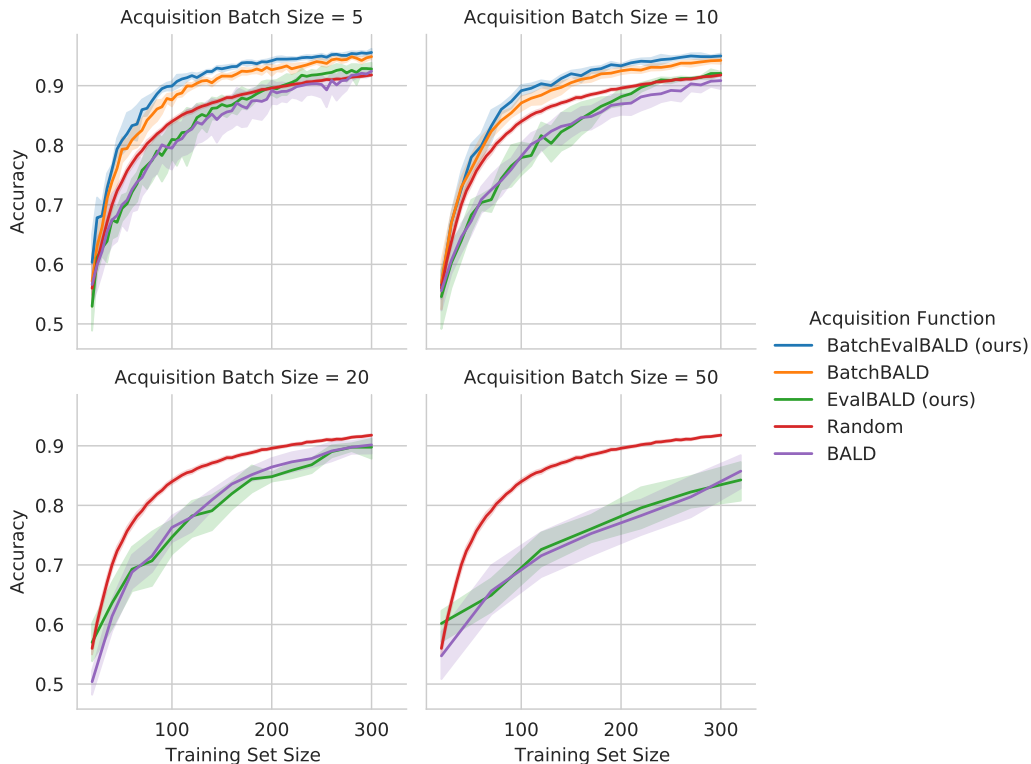 Acquisition Batch Size = 5
Acquisition Batch Size = 10
Accuracy
0.9
0.8
0.7
0.6
0.5
Acquisition Function
BatchEvalBALD (ours)
BatchBALD
EvalBALD (ours)
Random
BALD
Acquisition Batch Size = 20
Acquisition Batch Size = 50
Accuracy
0.9
0.8
0.7
0.6
0.5
100 200 300
100 200 300
Training Set Size
Training Set Size